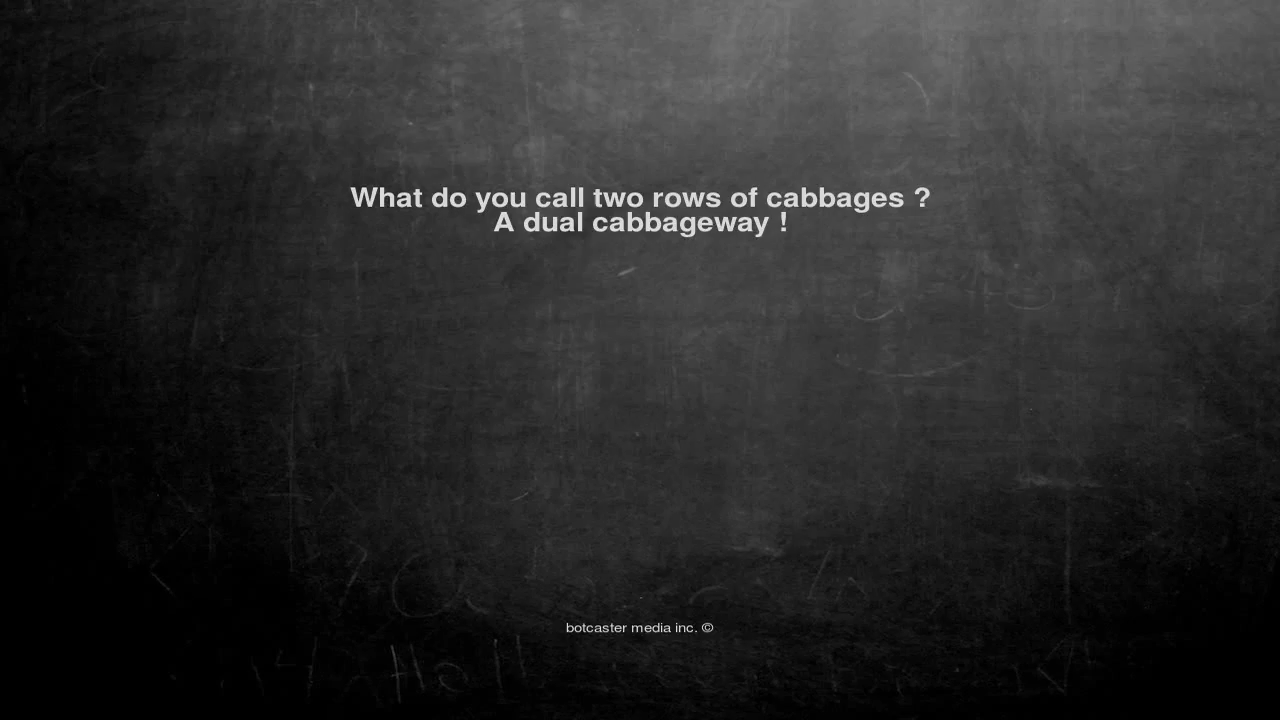 What do you call two rows of cabbages ?
A dual cabbageway !
botcaster media inc. ©